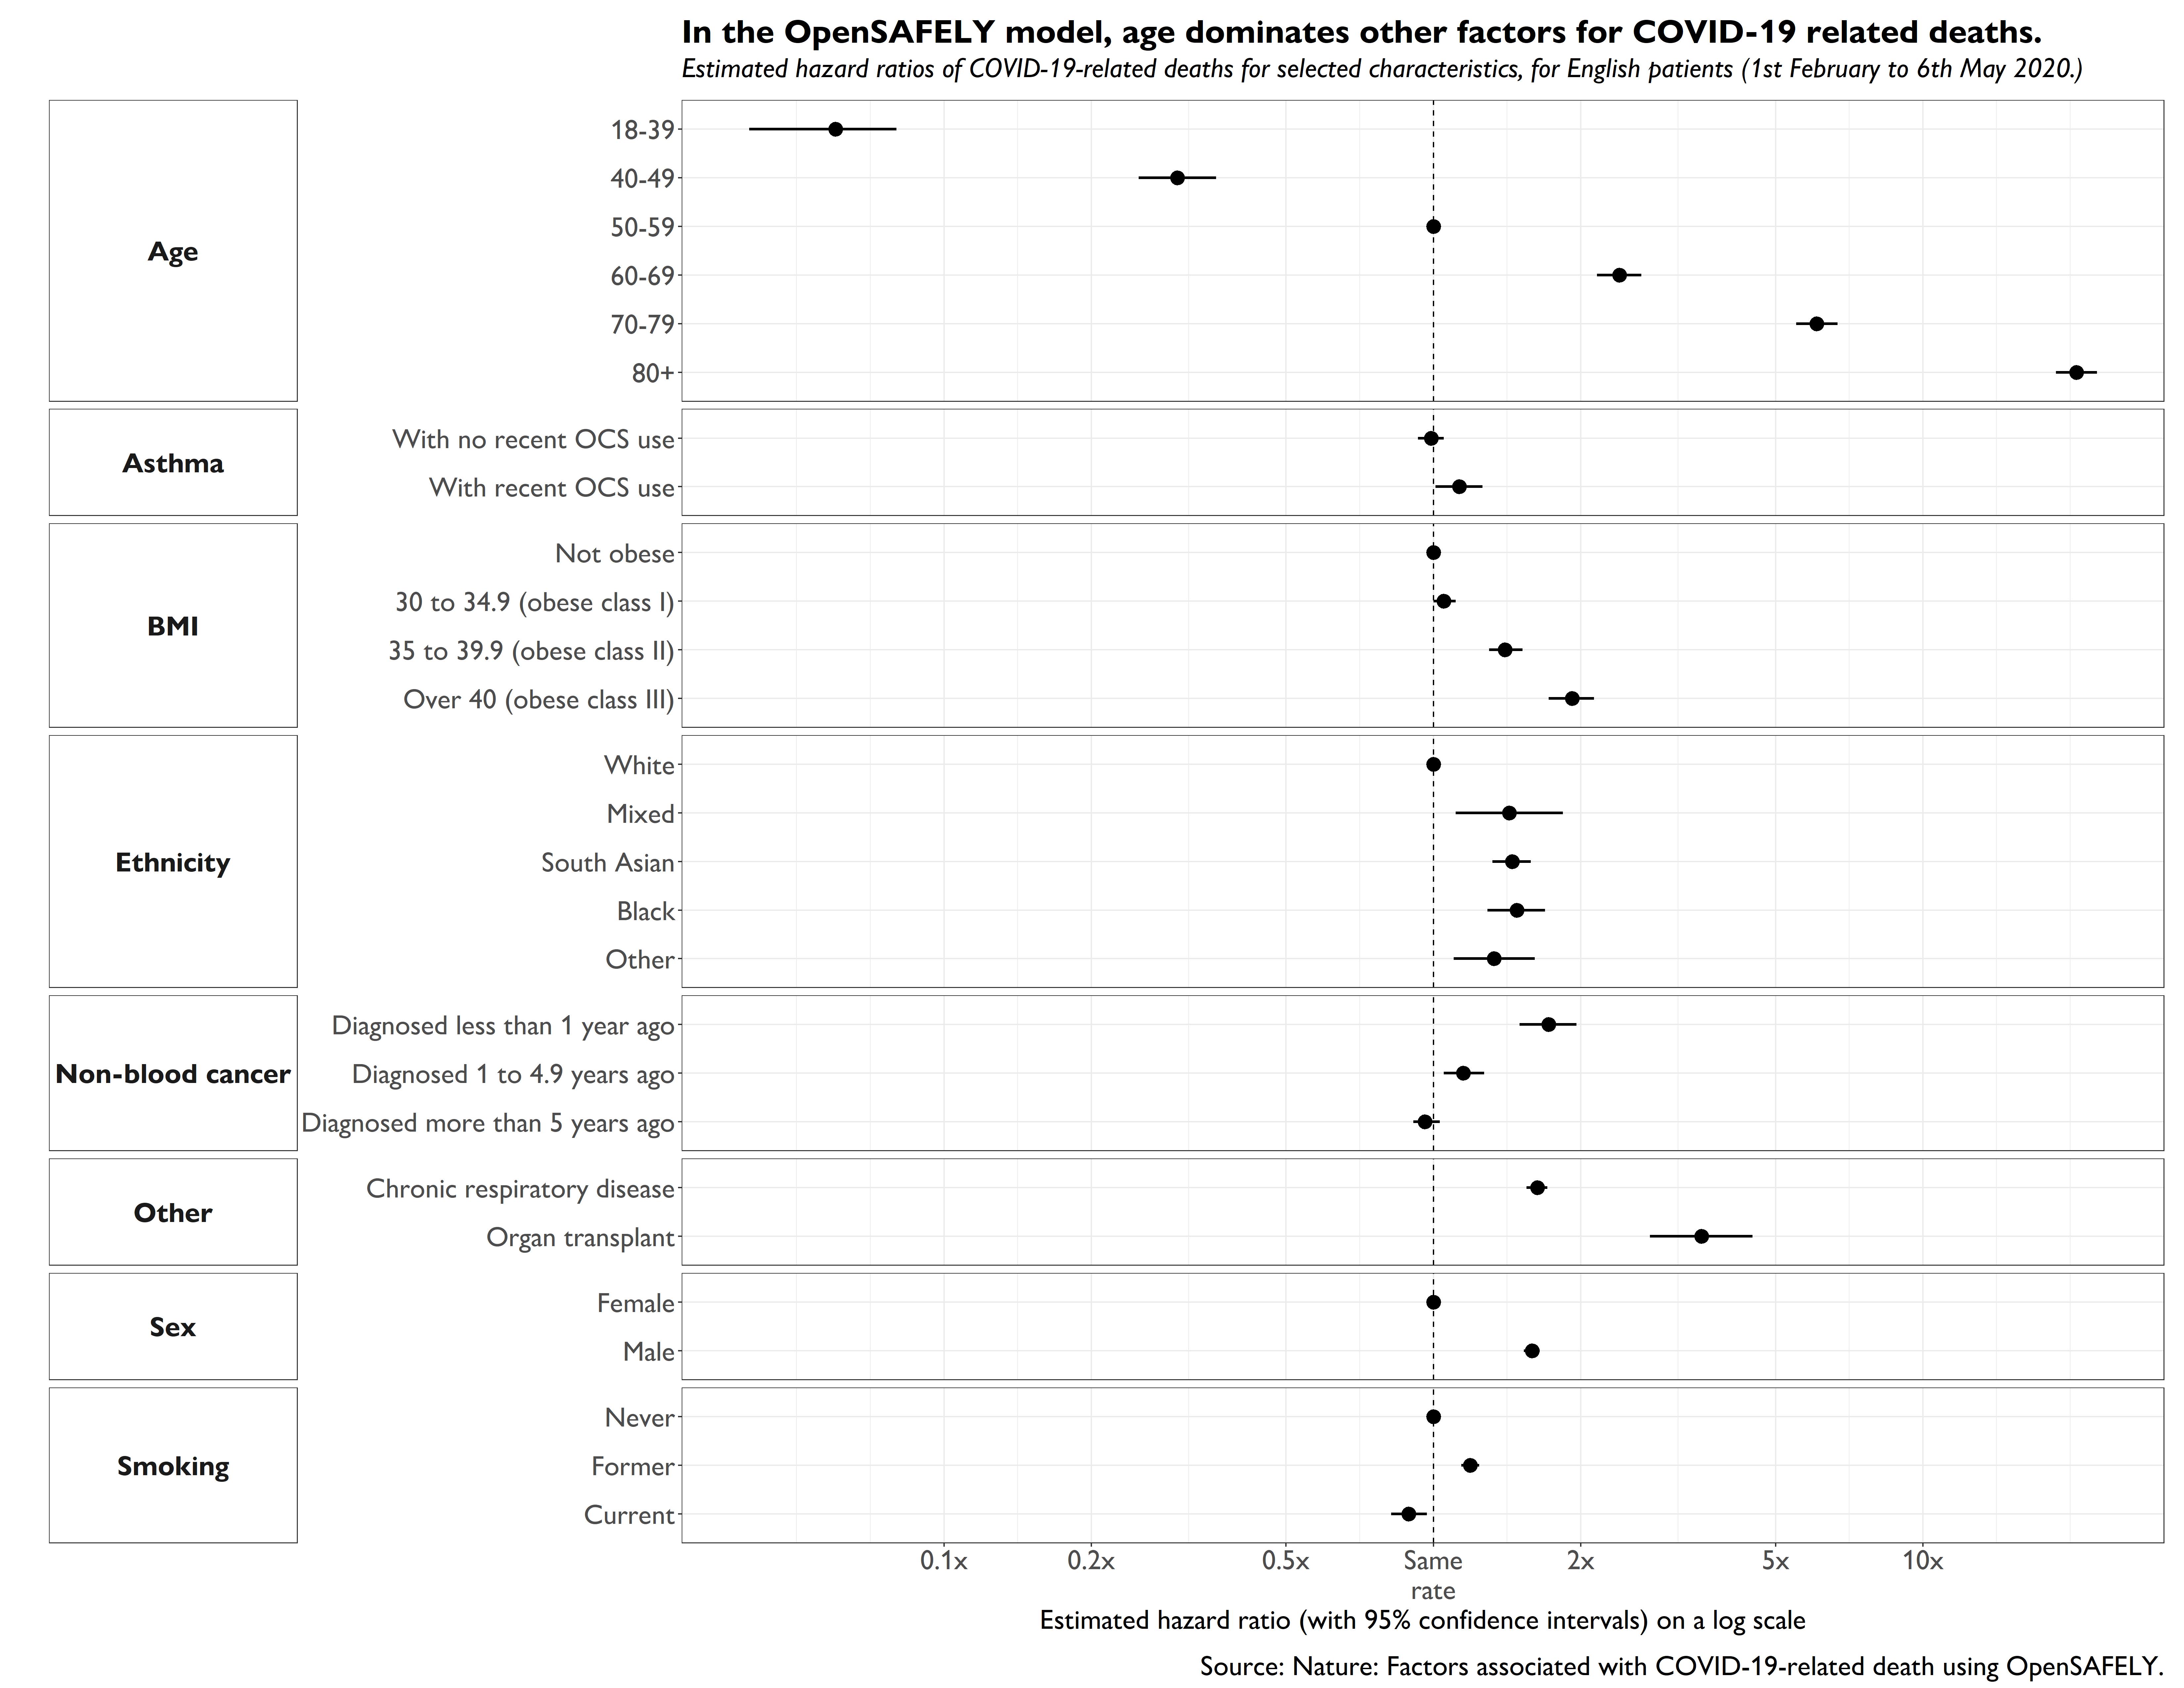 In the OpenSAFELY model, age dominates other factors for COVID-19 related deaths.
Estimated hazard ratios of COVID-19-related deaths for selected characteristics, for English patients (1st February to 6th May 2020.)
Age
18-39
40-49
50-59
60-69
70-79
80+
Asthma
With no recent OCS use
With recent OCS use
BMI
Not obese
30 to 34.9 (obese class I)
35 to 39.9 (obese class II)
Over 40 (obese class III)
Ethnicity
White
Mixed
South Asian
Black
Other
Non-blood cancer
Diagnosed less than 1 year ago
Diagnosed 1 to 4.9 years ago
Diagnosed more than 5 years ago
Other
Chronic respiratory disease
Organ transplant
Sex
Female
Male
Smoking
Never
Former
Current
0.1x 0.2x 0.5x Same 2x 5x 10x
rate
Estimated hazard ratio (with 95% confidence intervals) on a log scale
Source: Nature: Factors associated with COVID-19-related death using OpenSAFELY.